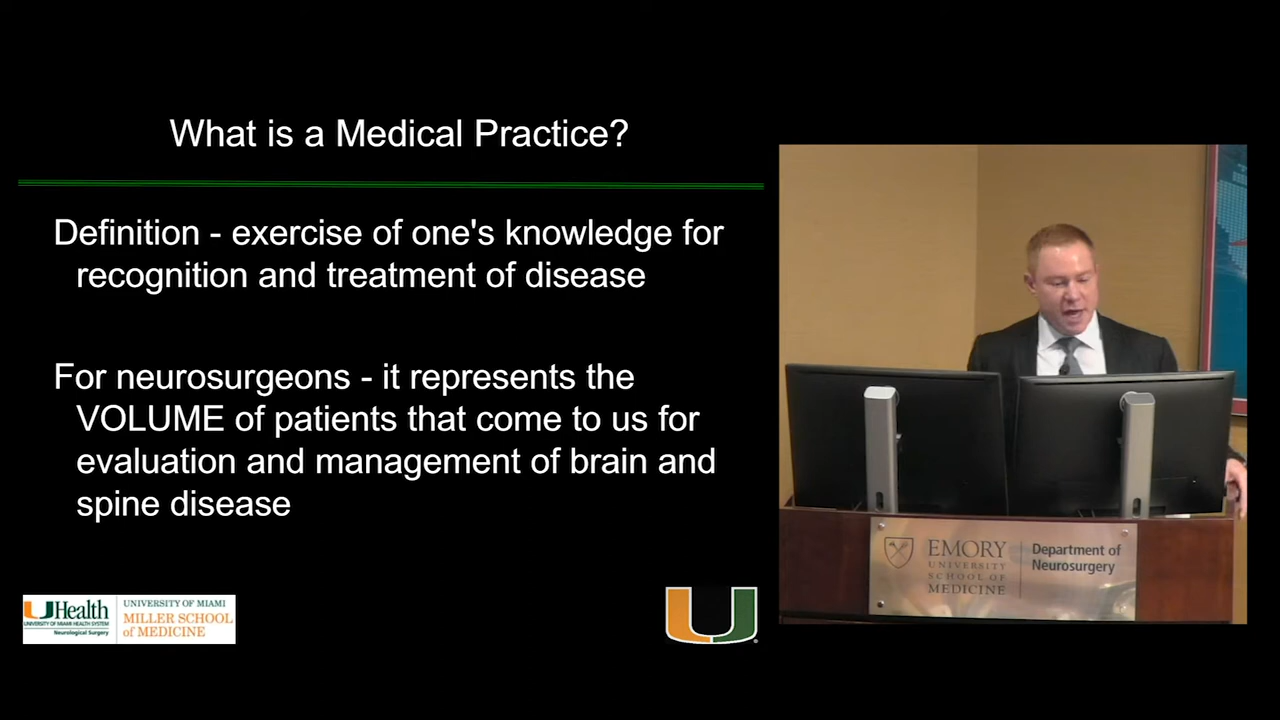 What is a Medical Practice?
Definition - exercise of one's knowledge for
recognition and treatment of disease
For neurosurgeons - it represents the
VOLUME of patients that come to us for
evaluation and management of brain and
spine disease
UHealth
UNIVERSITY OF MIAMI HEALTH SYSTEM
Neurological Surgery
UNIVERSITY OF MIAMI
MILLER SCHOOL
of MEDICINE
U
EMORY
UNIVERSITY
SCHOOL OF
MEDICINE
Department of
Neurosurgery